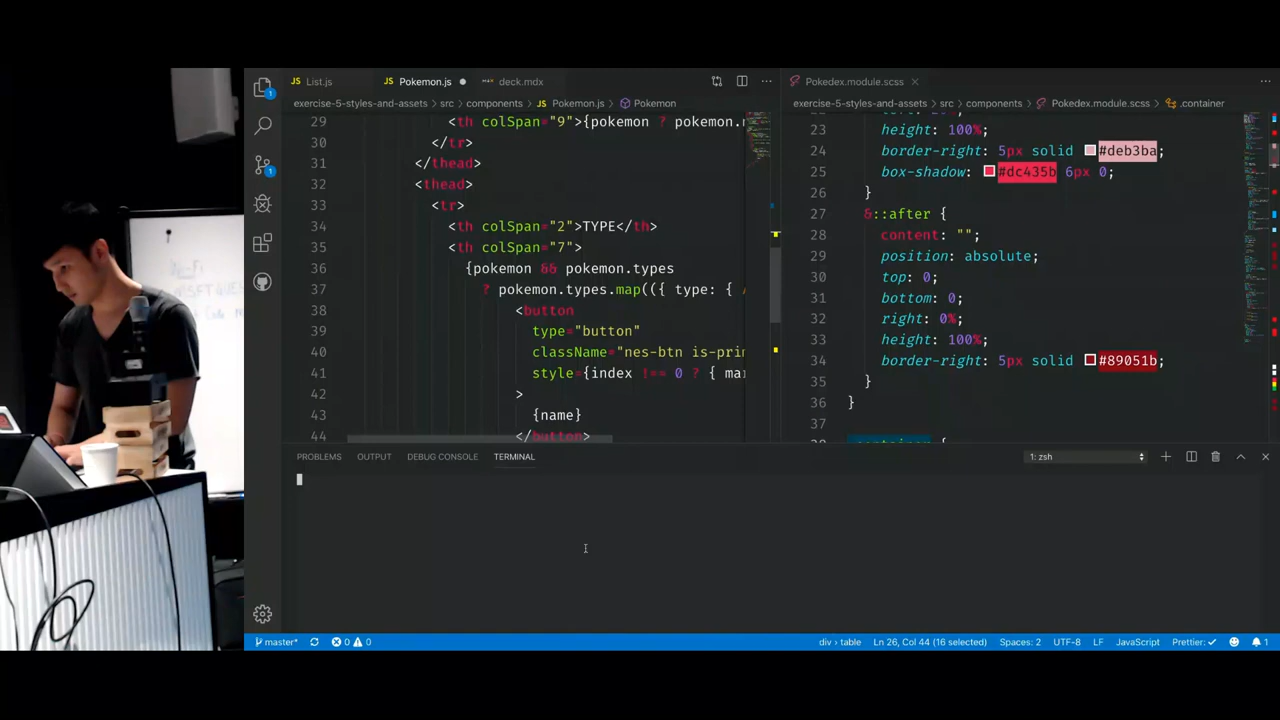 List.js
Pokemon.js
deck.mdx
Pokedex.module.scss
exercise-5-styles-and-assets > src > components > JS Pokemon.js > Pokemon
exercise-5-styles-and-assets > src > components > Pokedex.module.scss > .container
29 <th colSpan="9">{pokemon ? pokemon.
30 </tr>
31 </thead>
32 <thead>
33 <tr>
34 <th colSpan="2">TYPE</th>
35 <th colSpan="7">
36 {pokemon && pokemon.types
37 ? pokemon.types.map(({ type: {
38 <button
39 type="button"
40 className="nes-btn is-prim
41 style={index !== 0 ? { mar
42 >
43 {name}
44 </button>
23 height: 100%;
24 border-right: 5px solid #deb3ba;
25 box-shadow: #dc435b 6px 0;
26 }
27 &::after {
28 content: "";
29 position: absolute;
30 top: 0;
31 bottom: 0;
32 right: 0%;
33 height: 100%;
34 border-right: 5px solid #89051b;
35 }
36 }
37
PROBLEMS OUTPUT DEBUG CONSOLE TERMINAL
1: zsh
master* 0 0
div > table Ln 26, Col 44 (16 selected) Spaces: 2 UTF-8 LF JavaScript Prettier: ✓ 1